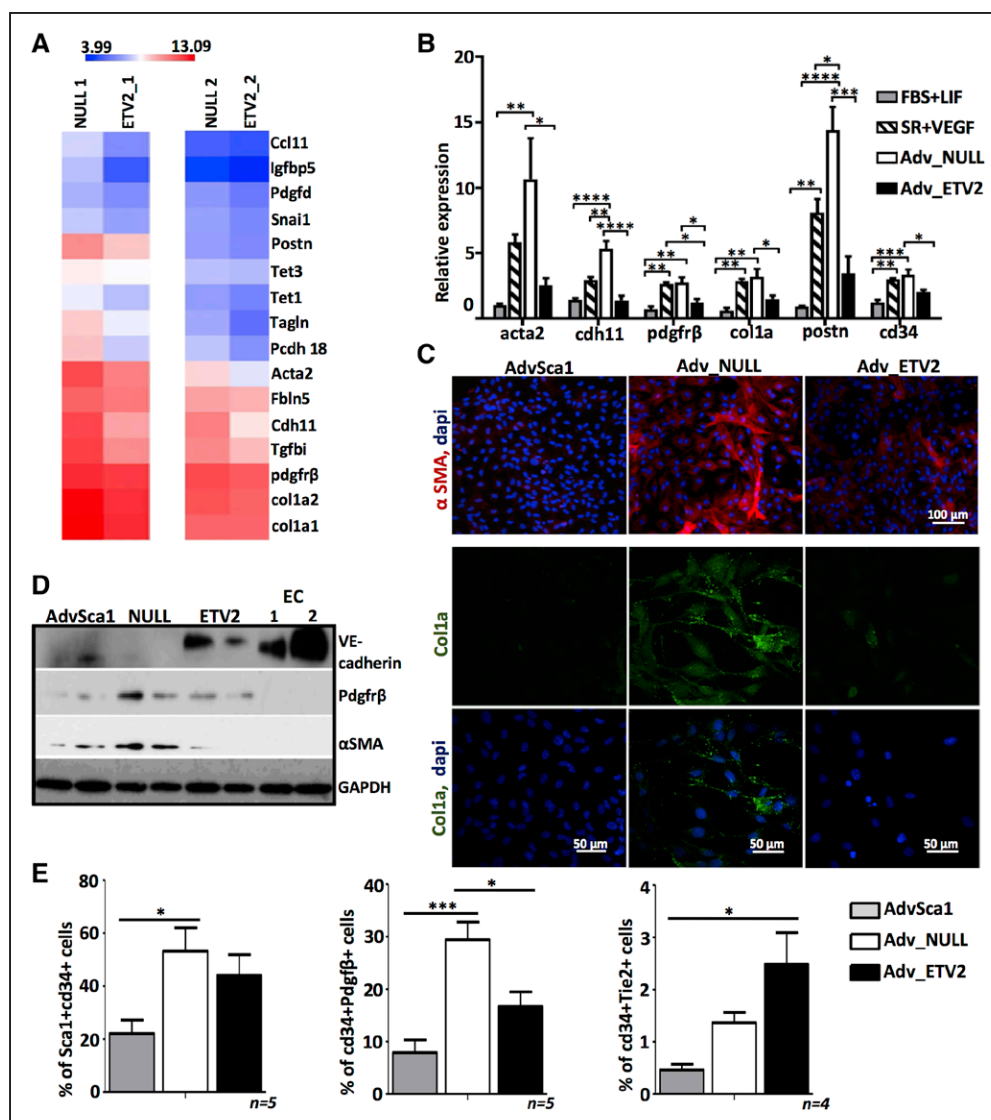 A
3.99 13.09
NULL 1 ETV2_1 NULL 2 ETV2_2
Ccl11
Igfbp5
Pdgfd
Snai1
Postn
Tet3
Tet1
Tagln
Pcdh 18
Acta2
Fbln5
Cdh11
Tgfbi
pdgfrβ
col1a2
col1a1
B
Relative expression
20
15
10
5
0
** * **** ** **** ** ** * * ** ** * ** **** * *** *** ** *
acta2 cdh11 pdgfrβ col1a postn cd34
FBS+LIF
SR+VEGF
Adv_NULL
Adv_ETV2
C
AdvSca1 Adv_NULL Adv_ETV2
α SMA, dapi
100 μm
Col1a
Col1a, dapi
50 μm 50 μm 50 μm
D
EC
AdvSca1 NULL ETV2 1 2
VE-
cadherin
Pdgfrβ
αSMA
GAPDH
E
% of Sca1+cd34+ cells
80
60
40
20
0
*
n=5
% of cd34+Pdgfβ+ cells
40
30
20
10
0
*** *
n=5
% of cd34+Tie2+ cells
4
3
2
1
0
*
n=4
AdvSca1
Adv_NULL
Adv_ETV2